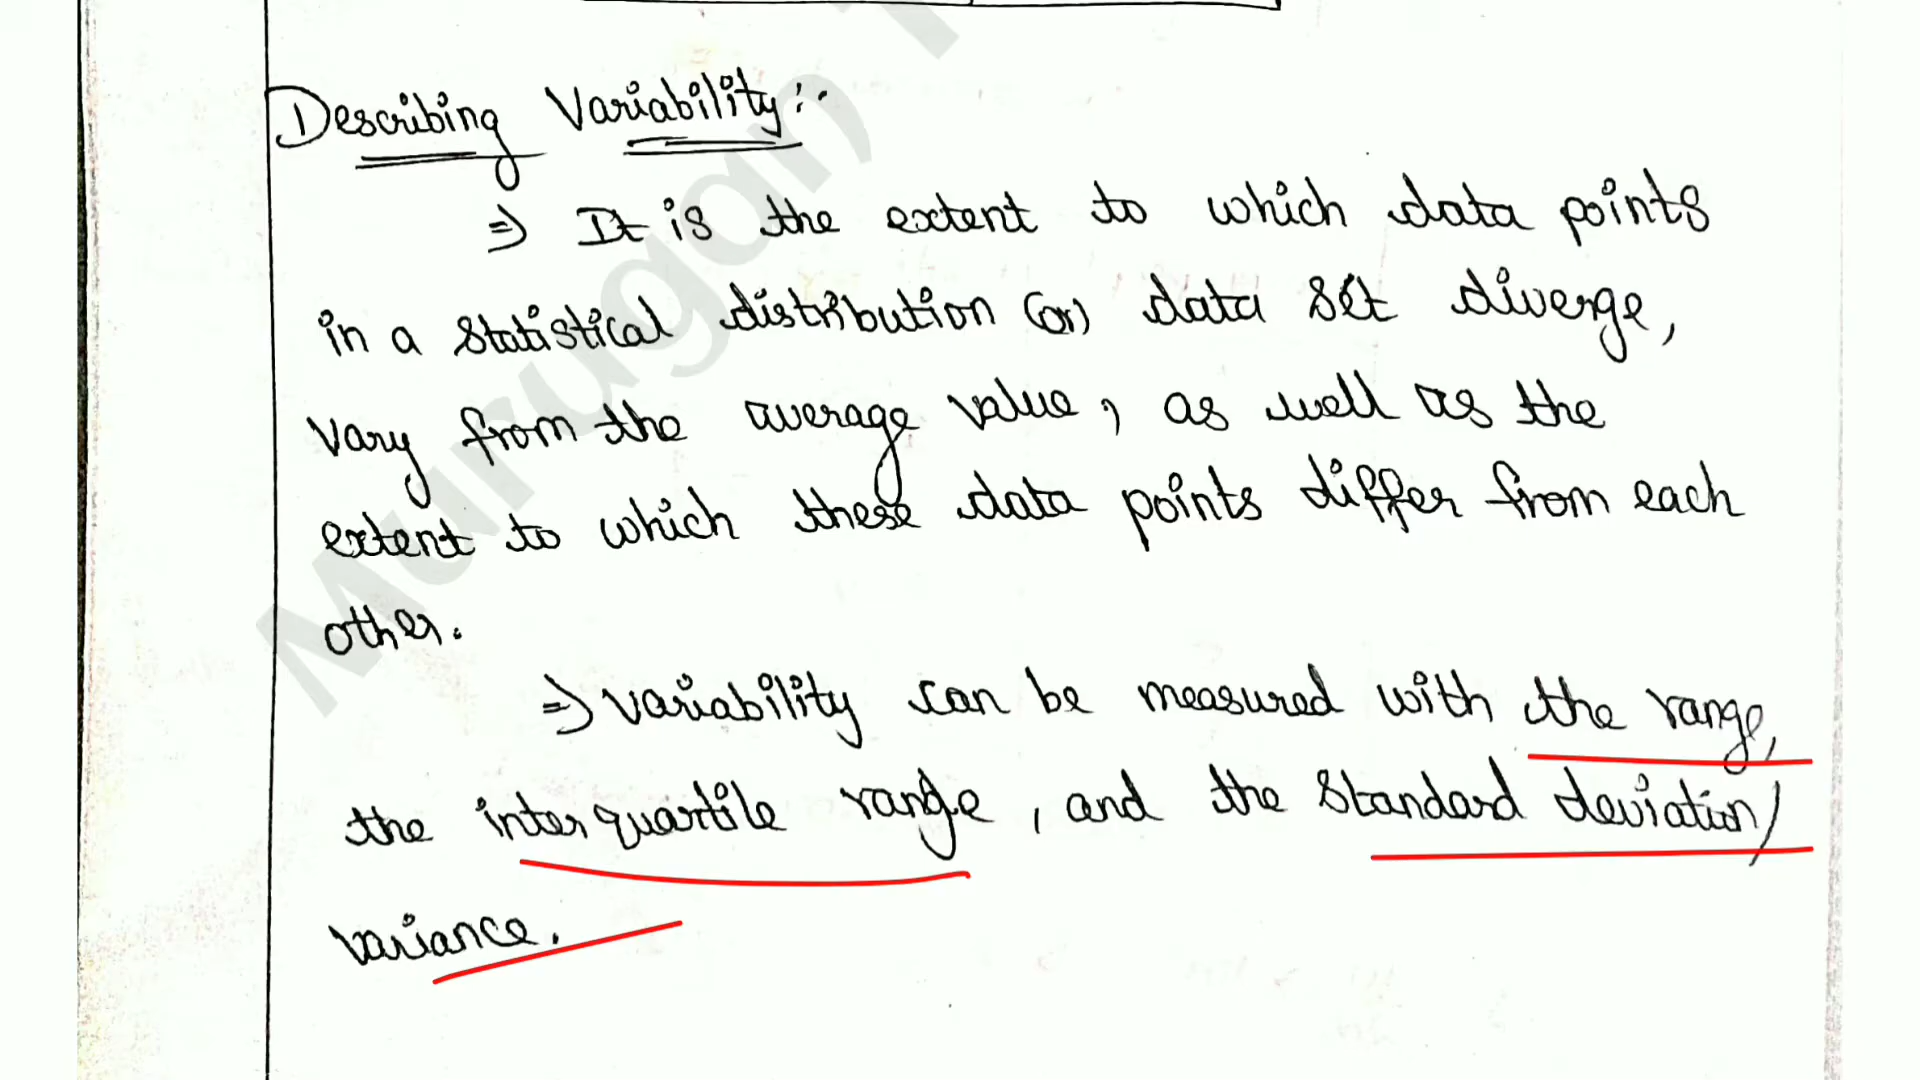 Describing Variability:-
⇒ It is the extent to which data points
in a statistical distribution (or) data set diverge,
vary from the average value, as well as the
extent to which these data points differ from each
other.
⇒ Variability can be measured with the range,
the interquartile range, and the standard deviation/
variance.
Murugan